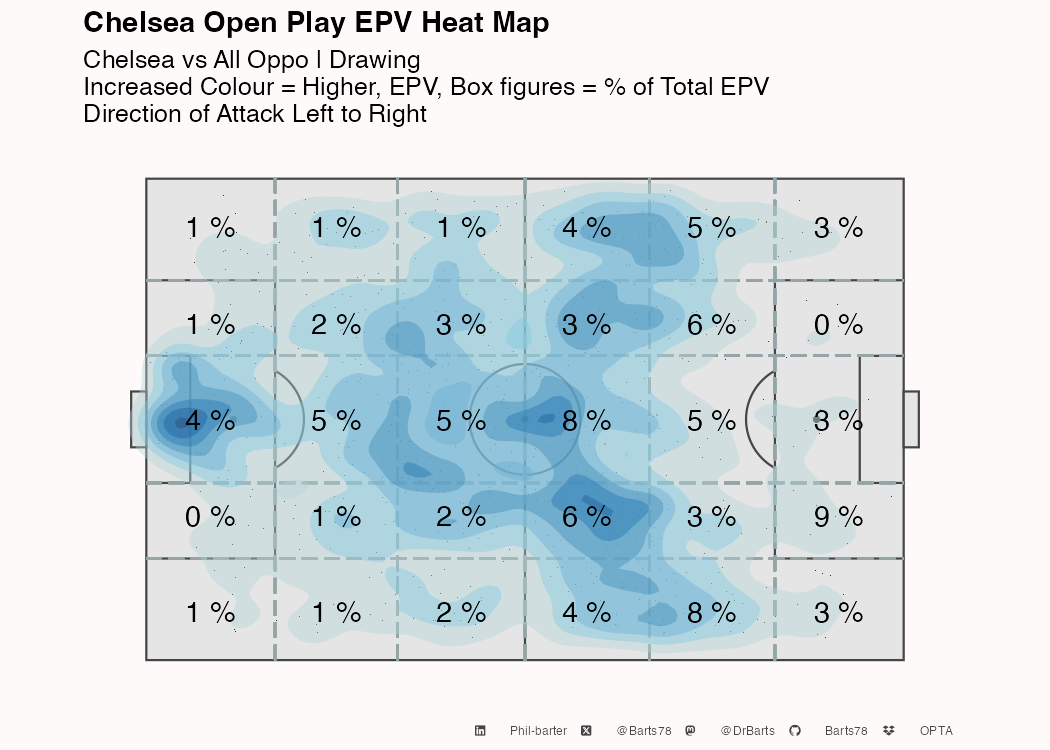 Chelsea Open Play EPV Heat Map
Chelsea vs All Oppo | Drawing
Increased Colour = Higher, EPV, Box figures = % of Total EPV
Direction of Attack Left to Right
1 % 1 % 1 % 4 % 5 % 3 %
1 % 2 % 3 % 3 % 6 % 0 %
4 % 5 % 5 % 8 % 5 % 3 %
0 % 1 % 2 % 6 % 3 % 9 %
1 % 1 % 2 % 4 % 8 % 3 %
Phil-barter @Barts78 @DrBarts Barts78 OPTA